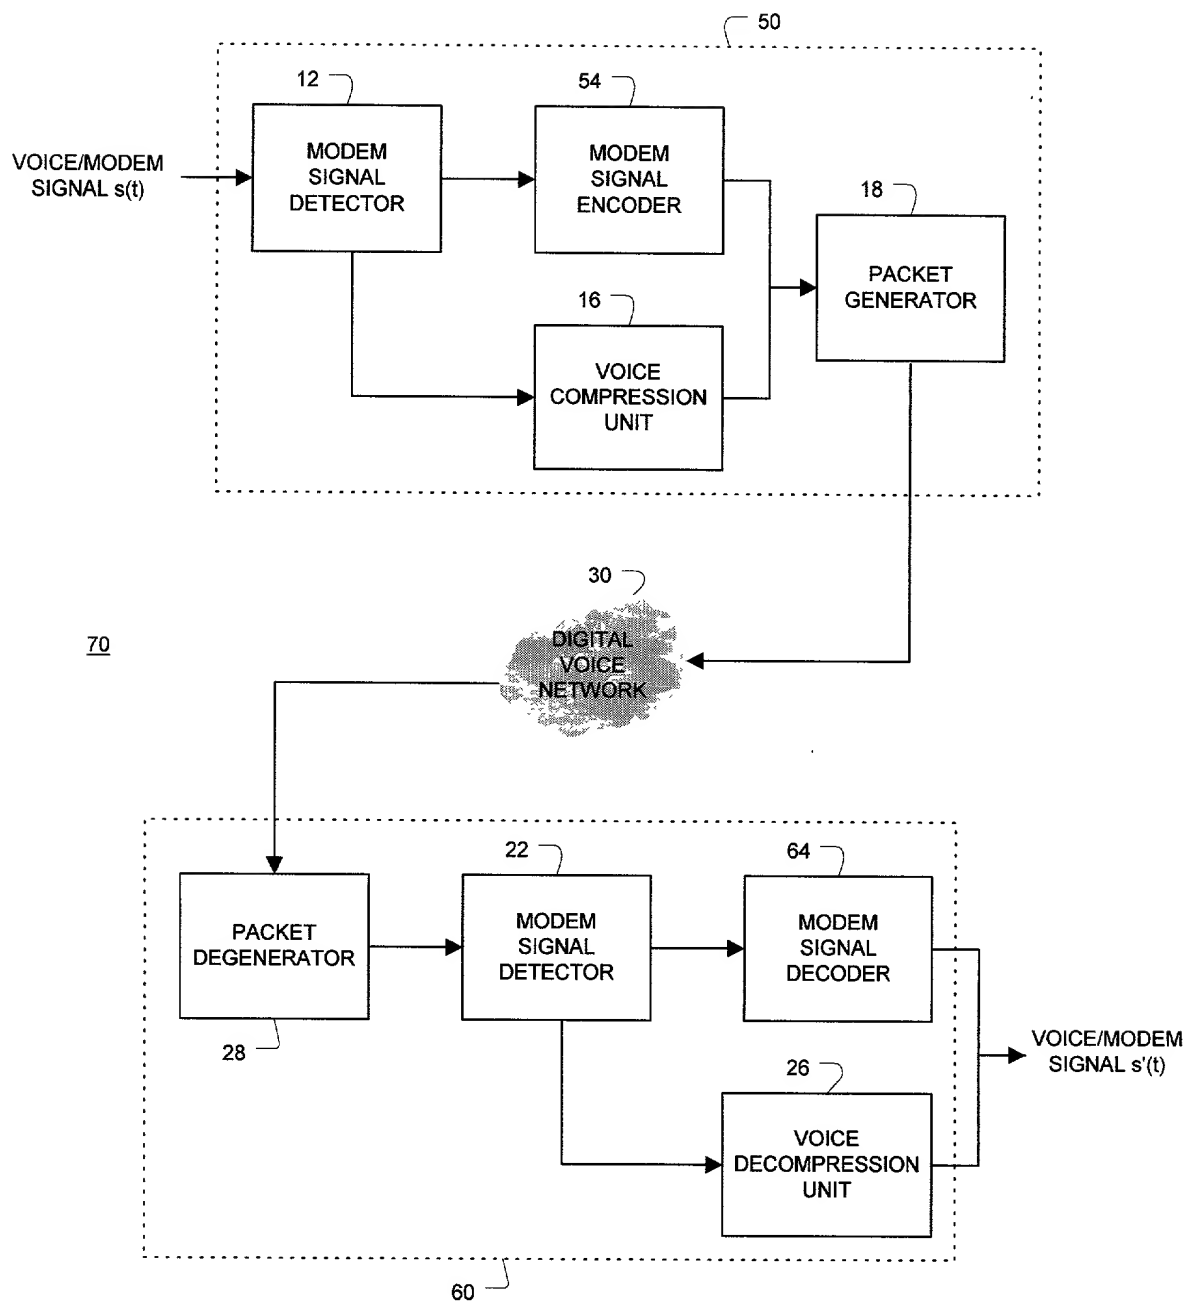 50
12
54
VOICE/MODEM
SIGNAL s(t)
MODEM
SIGNAL
DETECTOR
MODEM
SIGNAL
ENCODER
18
PACKET
GENERATOR
16
VOICE
COMPRESSION
UNIT
30
DIGITAL
VOICE
NETWORK
70
22
64
PACKET
DEGENERATOR
MODEM
SIGNAL
DETECTOR
MODEM
SIGNAL
DECODER
28
VOICE/MODEM
SIGNAL s'(t)
26
VOICE
DECOMPRESSION
UNIT
60